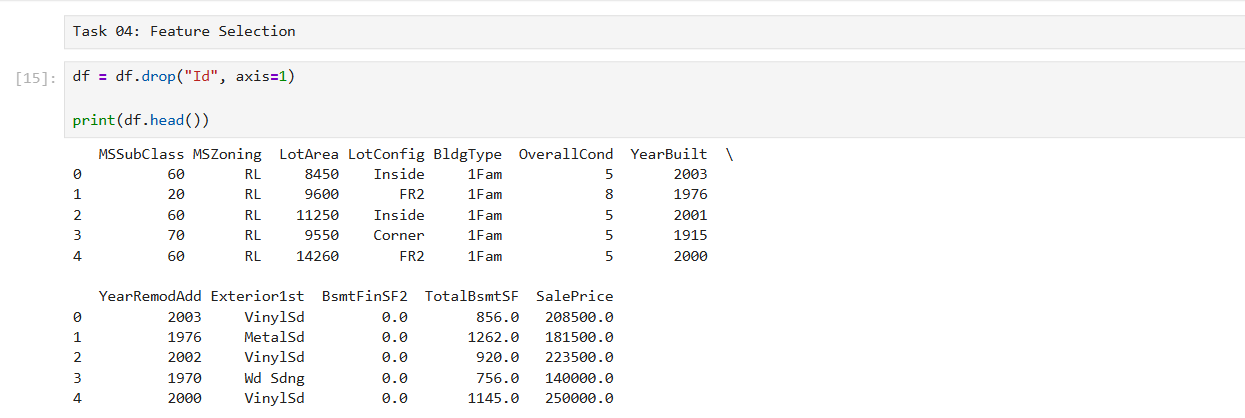 Task 04: Feature Selection
[15]: df = df.drop("Id", axis=1)
print(df.head())
MSSubClass MSZoning LotArea LotConfig BldgType OverallCond YearBuilt \
0 60 RL 8450 Inside 1Fam 5 2003
1 20 RL 9600 FR2 1Fam 8 1976
2 60 RL 11250 Inside 1Fam 5 2001
3 70 RL 9550 Corner 1Fam 5 1915
4 60 RL 14260 FR2 1Fam 5 2000
YearRemodAdd Exterior1st BsmtFinSF2 TotalBsmtSF SalePrice
0 2003 VinylSd 0.0 856.0 208500.0
1 1976 MetalSd 0.0 1262.0 181500.0
2 2002 VinylSd 0.0 920.0 223500.0
3 1970 Wd Sdng 0.0 756.0 140000.0
4 2000 VinylSd 0.0 1145.0 250000.0